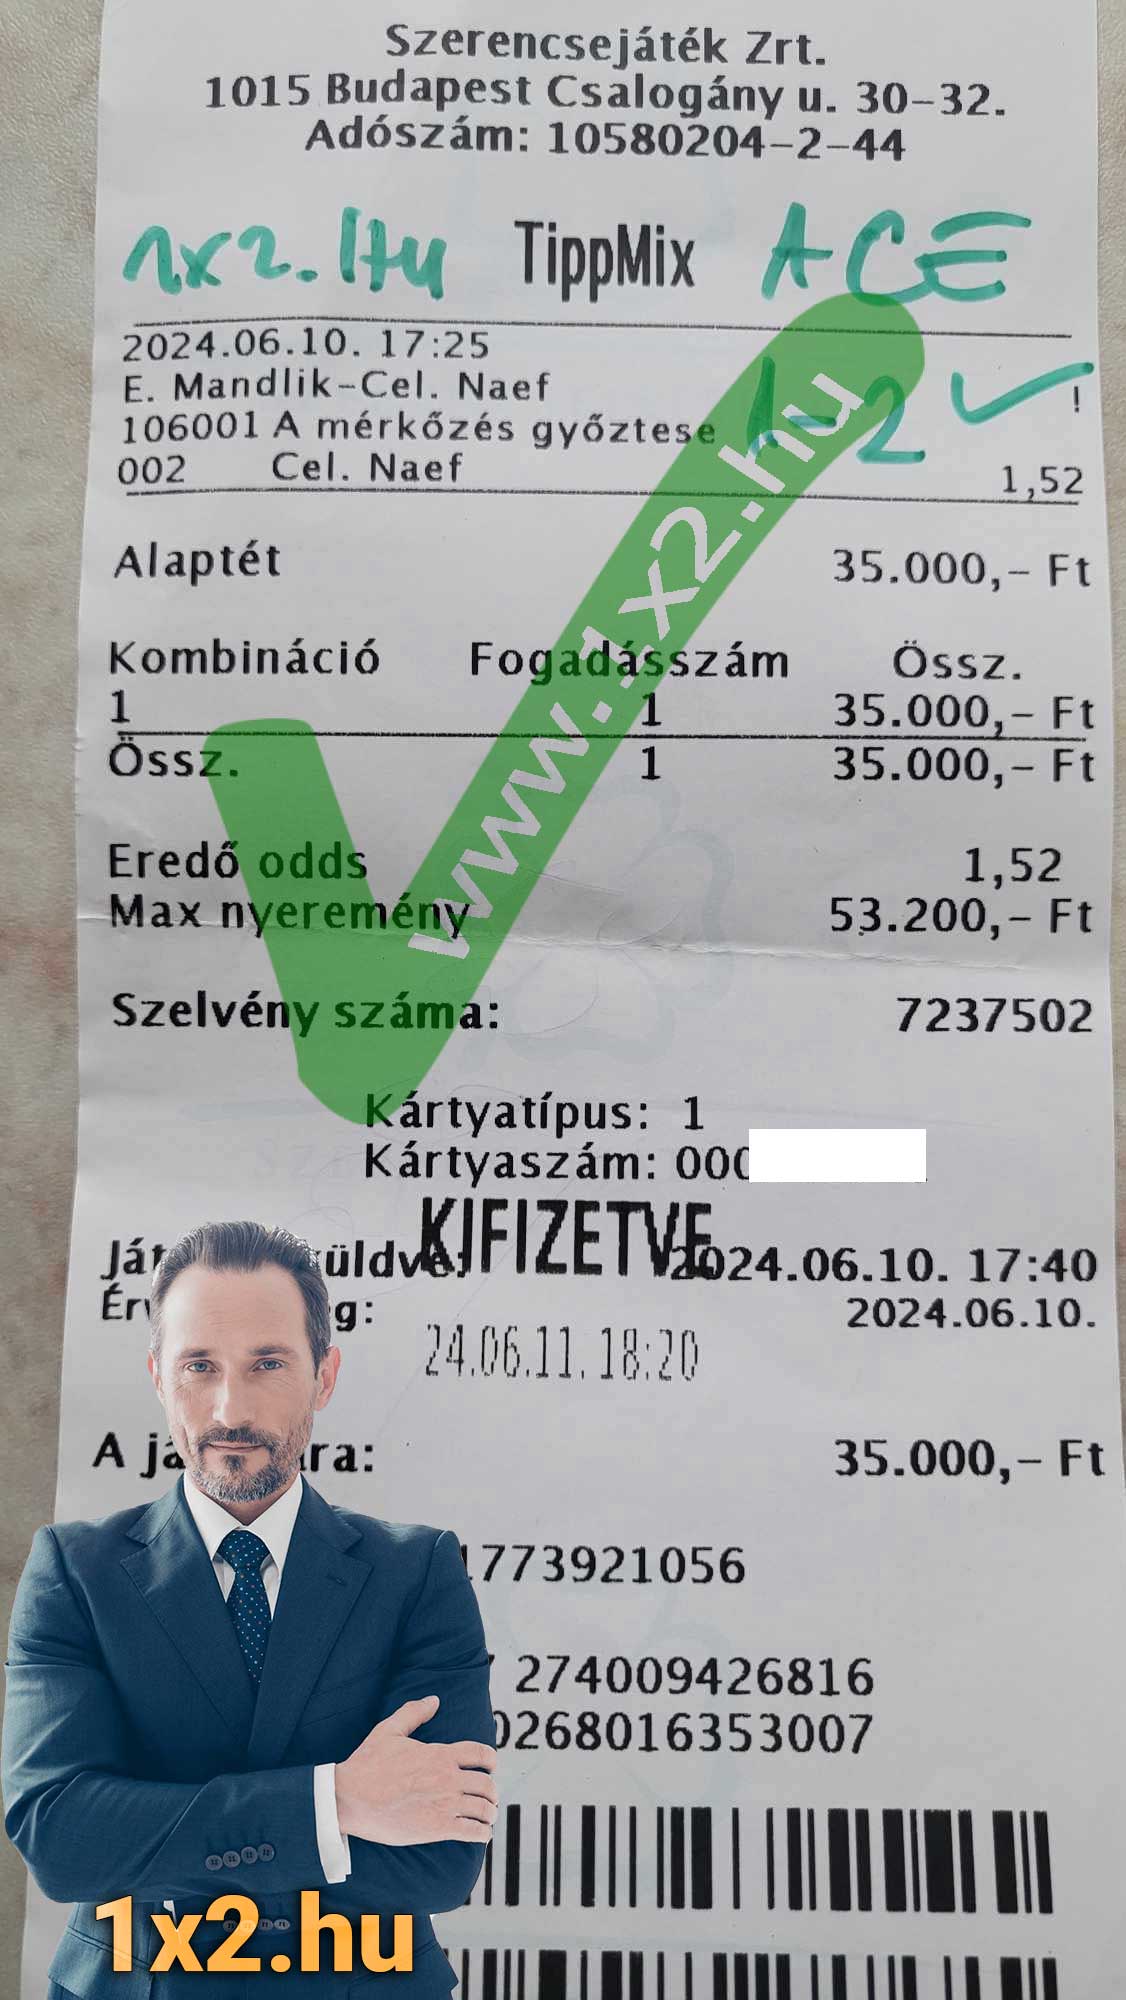 Szerencsejáték Zrt.
1015 Budapest Csalogány u. 30-32.
Adószám: 10580204-2-44
1x2.Hu TippMix ACE
2024.06.10. 17:25
E. Mandlik-Cel. Naef !
106001 A mérkőzés győztese 1-2
002 Cel. Naef 1,52
Alaptét 35.000,- Ft
Kombináció Fogadásszám Össz.
1 1 35.000,- Ft
Össz. 1 35.000,- Ft
Eredő odds 1,52
Max nyeremény 53.200,- Ft
www.1x2.hu
Szelvény száma: 7237502
Kártyatípus: 1
Kártyaszám: 000
KIFIZETVE
2024.06.10. 17:40
2024.06.10.
24.06.11. 18:20
A 35.000,- Ft
1773921056
274009426816
0268016353007
1x2.hu